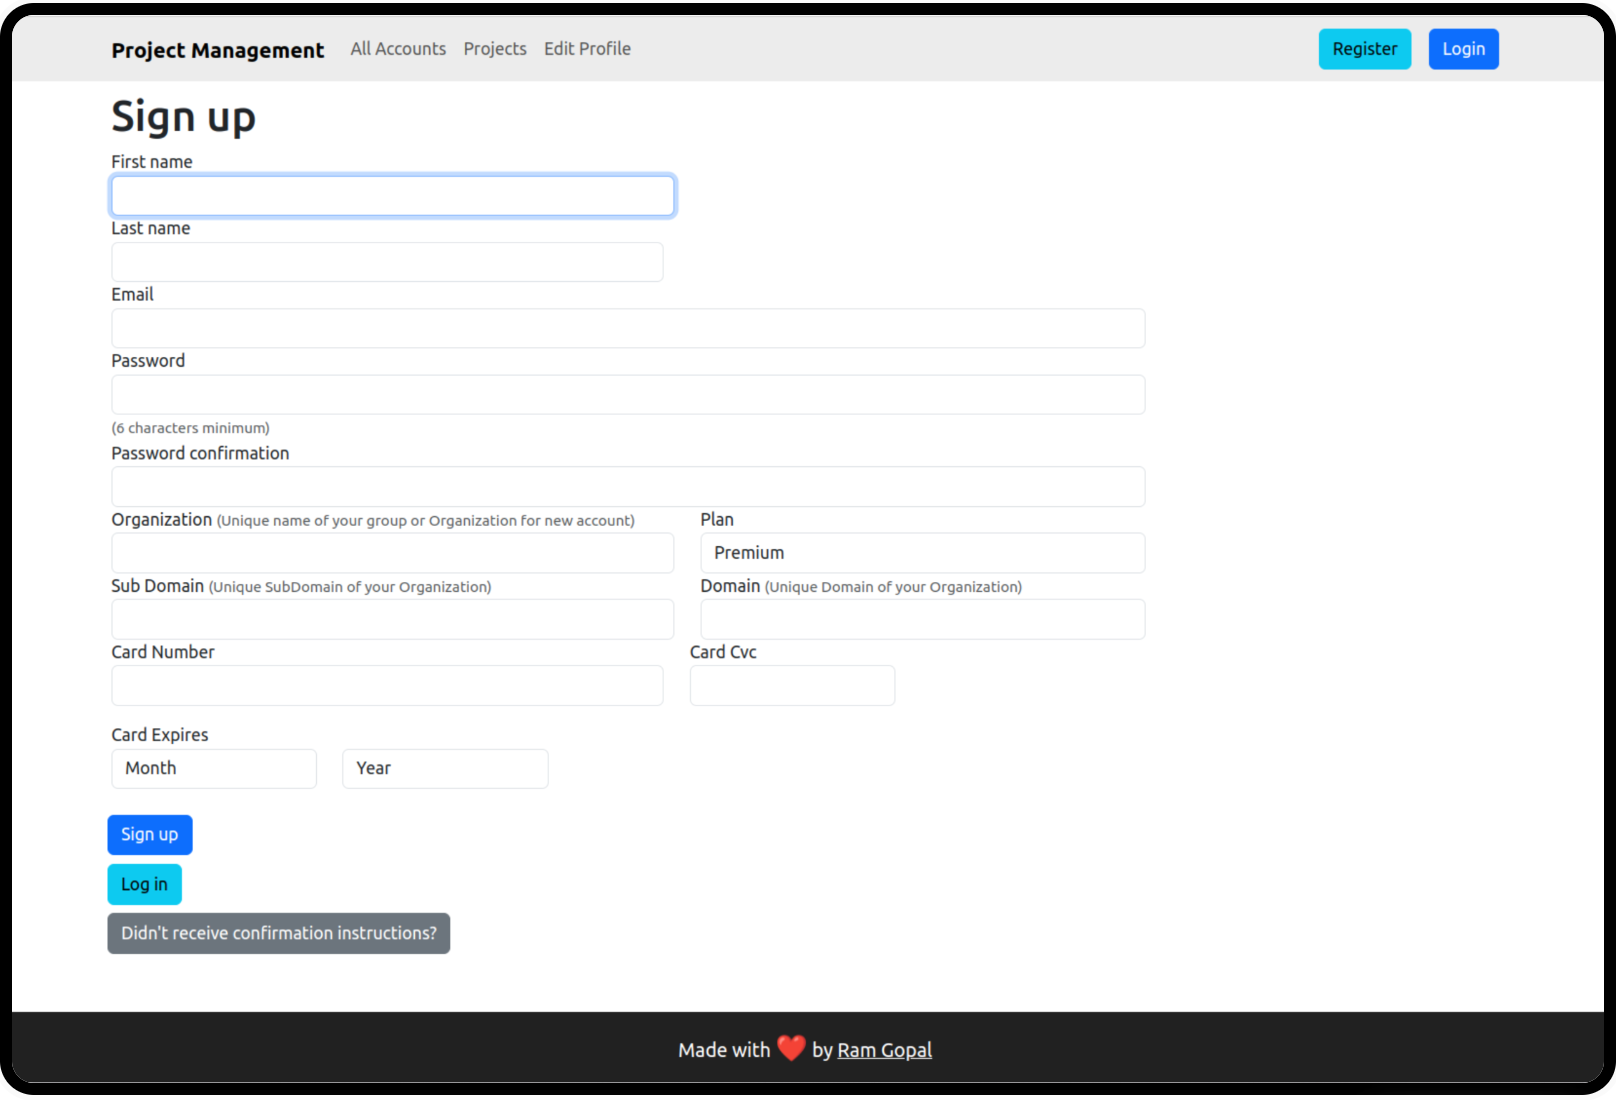 Project Management All Accounts Projects Edit Profile Register Login
Sign up
First name
Last name
Email
Password
(6 characters minimum)
Password confirmation
Organization (Unique name of your group or Organization for new account) Plan
Premium
Sub Domain (Unique SubDomain of your Organization) Domain (Unique Domain of your Organization)
Card Number Card Cvc
Card Expires
Month Year
Sign up
Log in
Didn't receive confirmation instructions?
Made with ❤️ by Ram Gopal